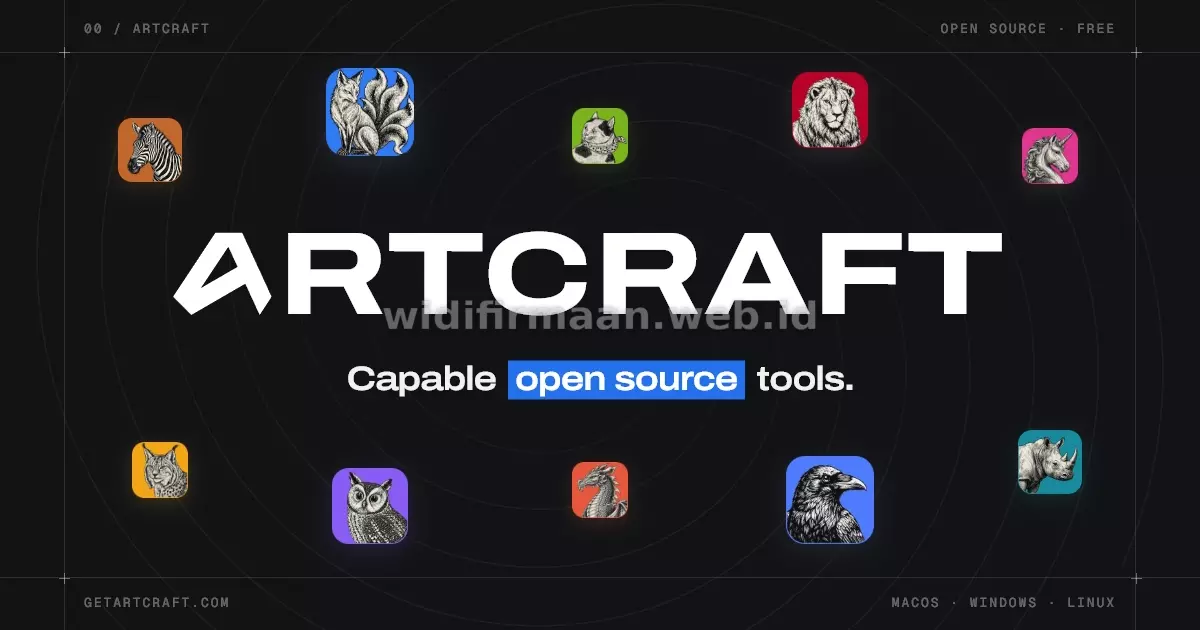 00 / ARTCRAFT
OPEN SOURCE · FREE
ARTCRAFT
widifirmaan.web.id
Capable open source tools.
GETARTCRAFT.COM
MACOS · WINDOWS · LINUX